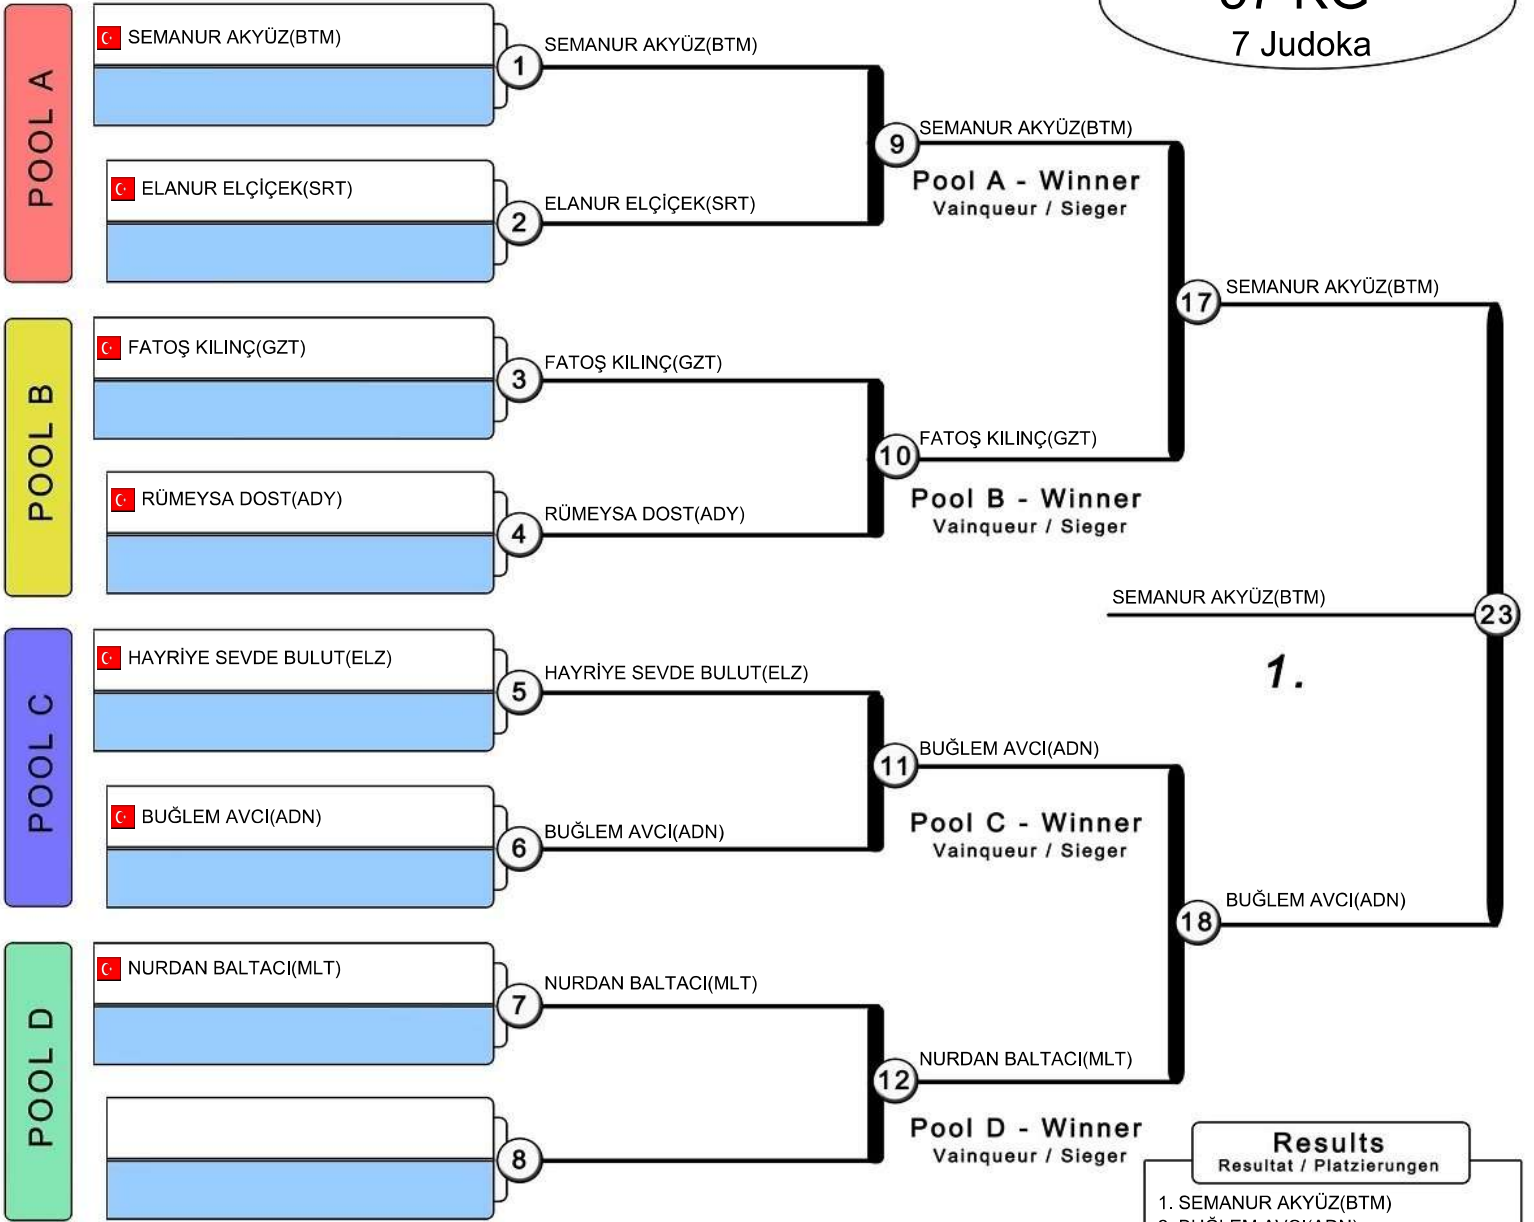 7 Judoka
POOL A
SEMANUR AKYÜZ(BTM)
1
SEMANUR AKYÜZ(BTM)
ELANUR ELÇİÇEK(SRT)
2
ELANUR ELÇİÇEK(SRT)
9
SEMANUR AKYÜZ(BTM)
Pool A - Winner
Vainqueur / Sieger
POOL B
FATOŞ KILINÇ(GZT)
3
FATOŞ KILINÇ(GZT)
RÜMEYSA DOST(ADY)
4
RÜMEYSA DOST(ADY)
10
FATOŞ KILINÇ(GZT)
Pool B - Winner
Vainqueur / Sieger
17
SEMANUR AKYÜZ(BTM)
SEMANUR AKYÜZ(BTM)
23
1.
POOL C
HAYRİYE SEVDE BULUT(ELZ)
5
HAYRİYE SEVDE BULUT(ELZ)
BUĞLEM AVCI(ADN)
6
BUĞLEM AVCI(ADN)
11
BUĞLEM AVCI(ADN)
Pool C - Winner
Vainqueur / Sieger
18
BUĞLEM AVCI(ADN)
POOL D
NURDAN BALTACI(MLT)
7
NURDAN BALTACI(MLT)
8
12
NURDAN BALTACI(MLT)
Pool D - Winner
Vainqueur / Sieger
Results
Resultat / Platzierungen
1. SEMANUR AKYÜZ(BTM)